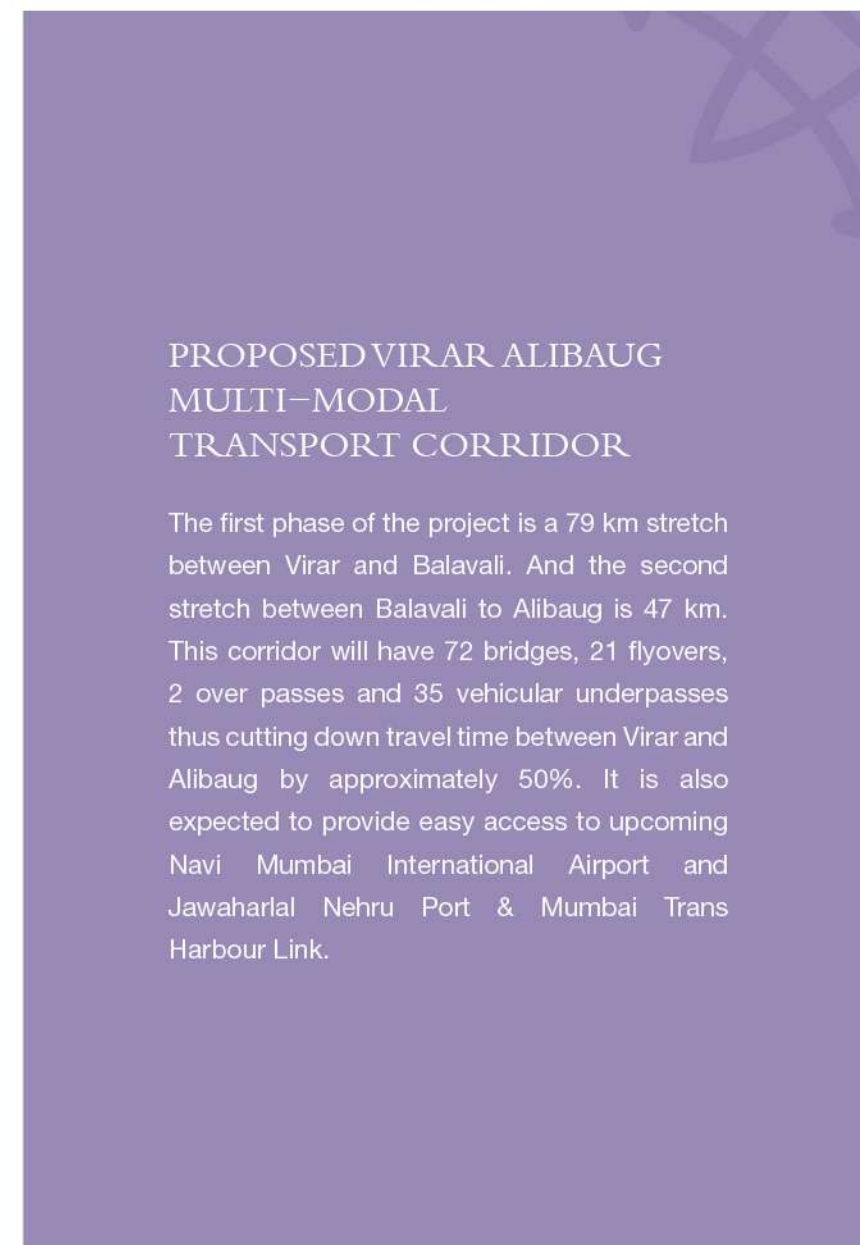 PROPOSED VIRAR ALIBAUG
MULTI-MODAL
TRANSPORT CORRIDOR
The first phase of the project is a 79 km stretch
between Virar and Balavali. And the second
stretch between Balavali to Alibaug is 47 km.
This corridor will have 72 bridges, 21 flyovers,
2 over passes and 35 vehicular underpasses
thus cutting down travel time between Virar and
Alibaug by approximately 50%. It is also
expected to provide easy access to upcoming
Navi Mumbai International Airport and
Jawaharlal Nehru Port & Mumbai Trans
Harbour Link.